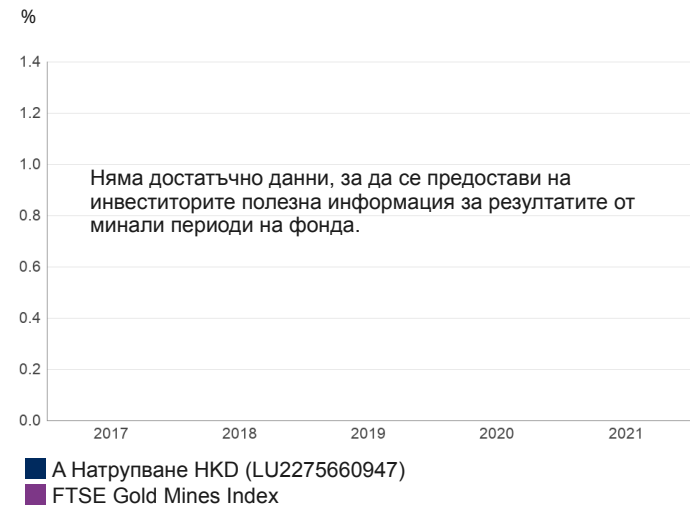 %
1.4
1.2
1.0
0.8
0.6
0.4
0.2
0.0
Няма достатъчно данни, за да се предостави на
инвеститорите полезна информация за резултатите от
минали периоди на фонда.
2017 2018 2019 2020 2021
А Натрупване HKD (LU2275660947)
FTSE Gold Mines Index